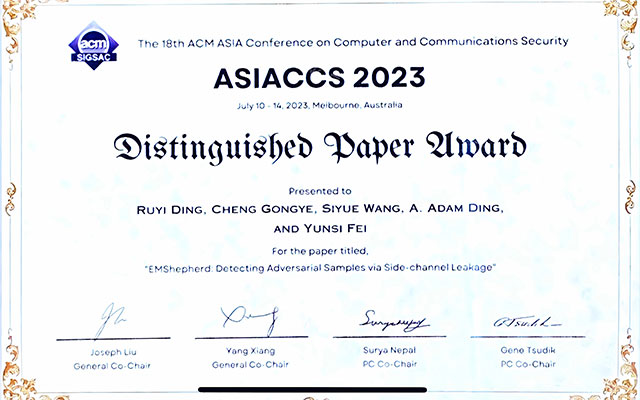 acm
SIGSAC
The 18th ACM ASIA Conference on Computer and Communications Security
ASIACCS 2023
July 10 - 14, 2023, Melbourne, Australia
Distinguished Paper Award
Presented to
Ruyi Ding, Cheng Gongye, Siyue Wang, A. Adam Ding,
and Yunsi Fei
For the paper titled,
"EMShepherd: Detecting Adversarial Samples via Side-channel Leakage"
Joseph Liu
General Co-Chair
Yang Xiang
General Co-Chair
Surya Nepal
PC Co-Chair
Gene Tsudik
PC Co-Chair